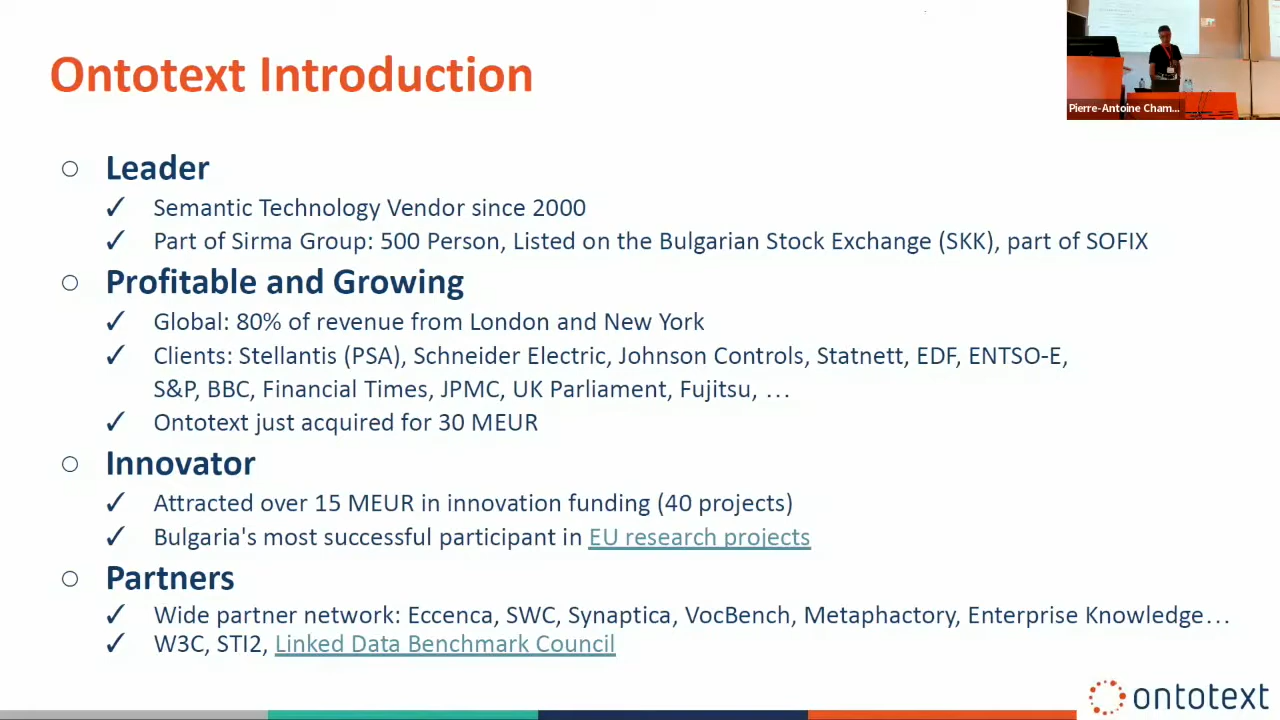 Ontotext Introduction
Pierre-Antoine Cham...
○ Leader
✓ Semantic Technology Vendor since 2000
✓ Part of Sirma Group: 500 Person, Listed on the Bulgarian Stock Exchange (SKK), part of SOFIX
○ Profitable and Growing
✓ Global: 80% of revenue from London and New York
✓ Clients: Stellantis (PSA), Schneider Electric, Johnson Controls, Statnett, EDF, ENTSO-E,
S&P, BBC, Financial Times, JPMC, UK Parliament, Fujitsu, …
✓ Ontotext just acquired for 30 MEUR
○ Innovator
✓ Attracted over 15 MEUR in innovation funding (40 projects)
✓ Bulgaria's most successful participant in EU research projects
○ Partners
✓ Wide partner network: Eccenca, SWC, Synaptica, VocBench, Metaphactory, Enterprise Knowledge…
✓ W3C, STI2, Linked Data Benchmark Council
ontotext